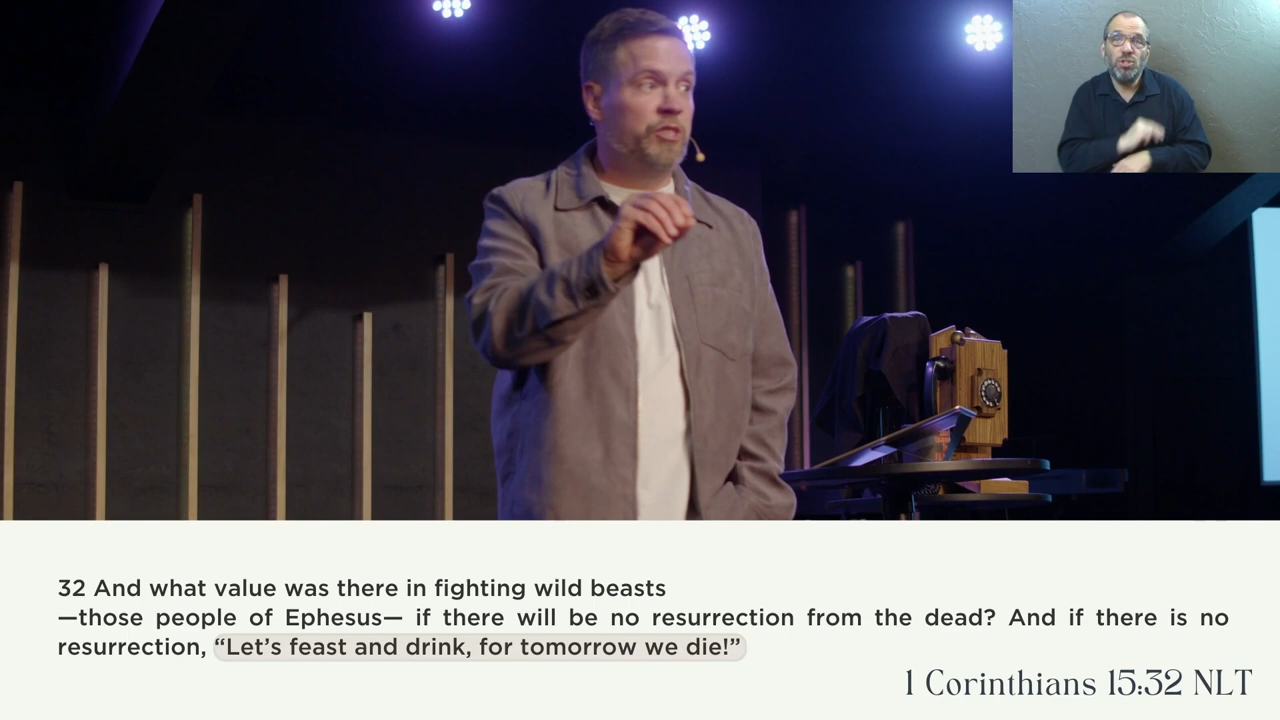 32 And what value was there in fighting wild beasts
—those people of Ephesus— if there will be no resurrection from the dead? And if there is no
resurrection, “Let’s feast and drink, for tomorrow we die!”
1 Corinthians 15:32 NLT